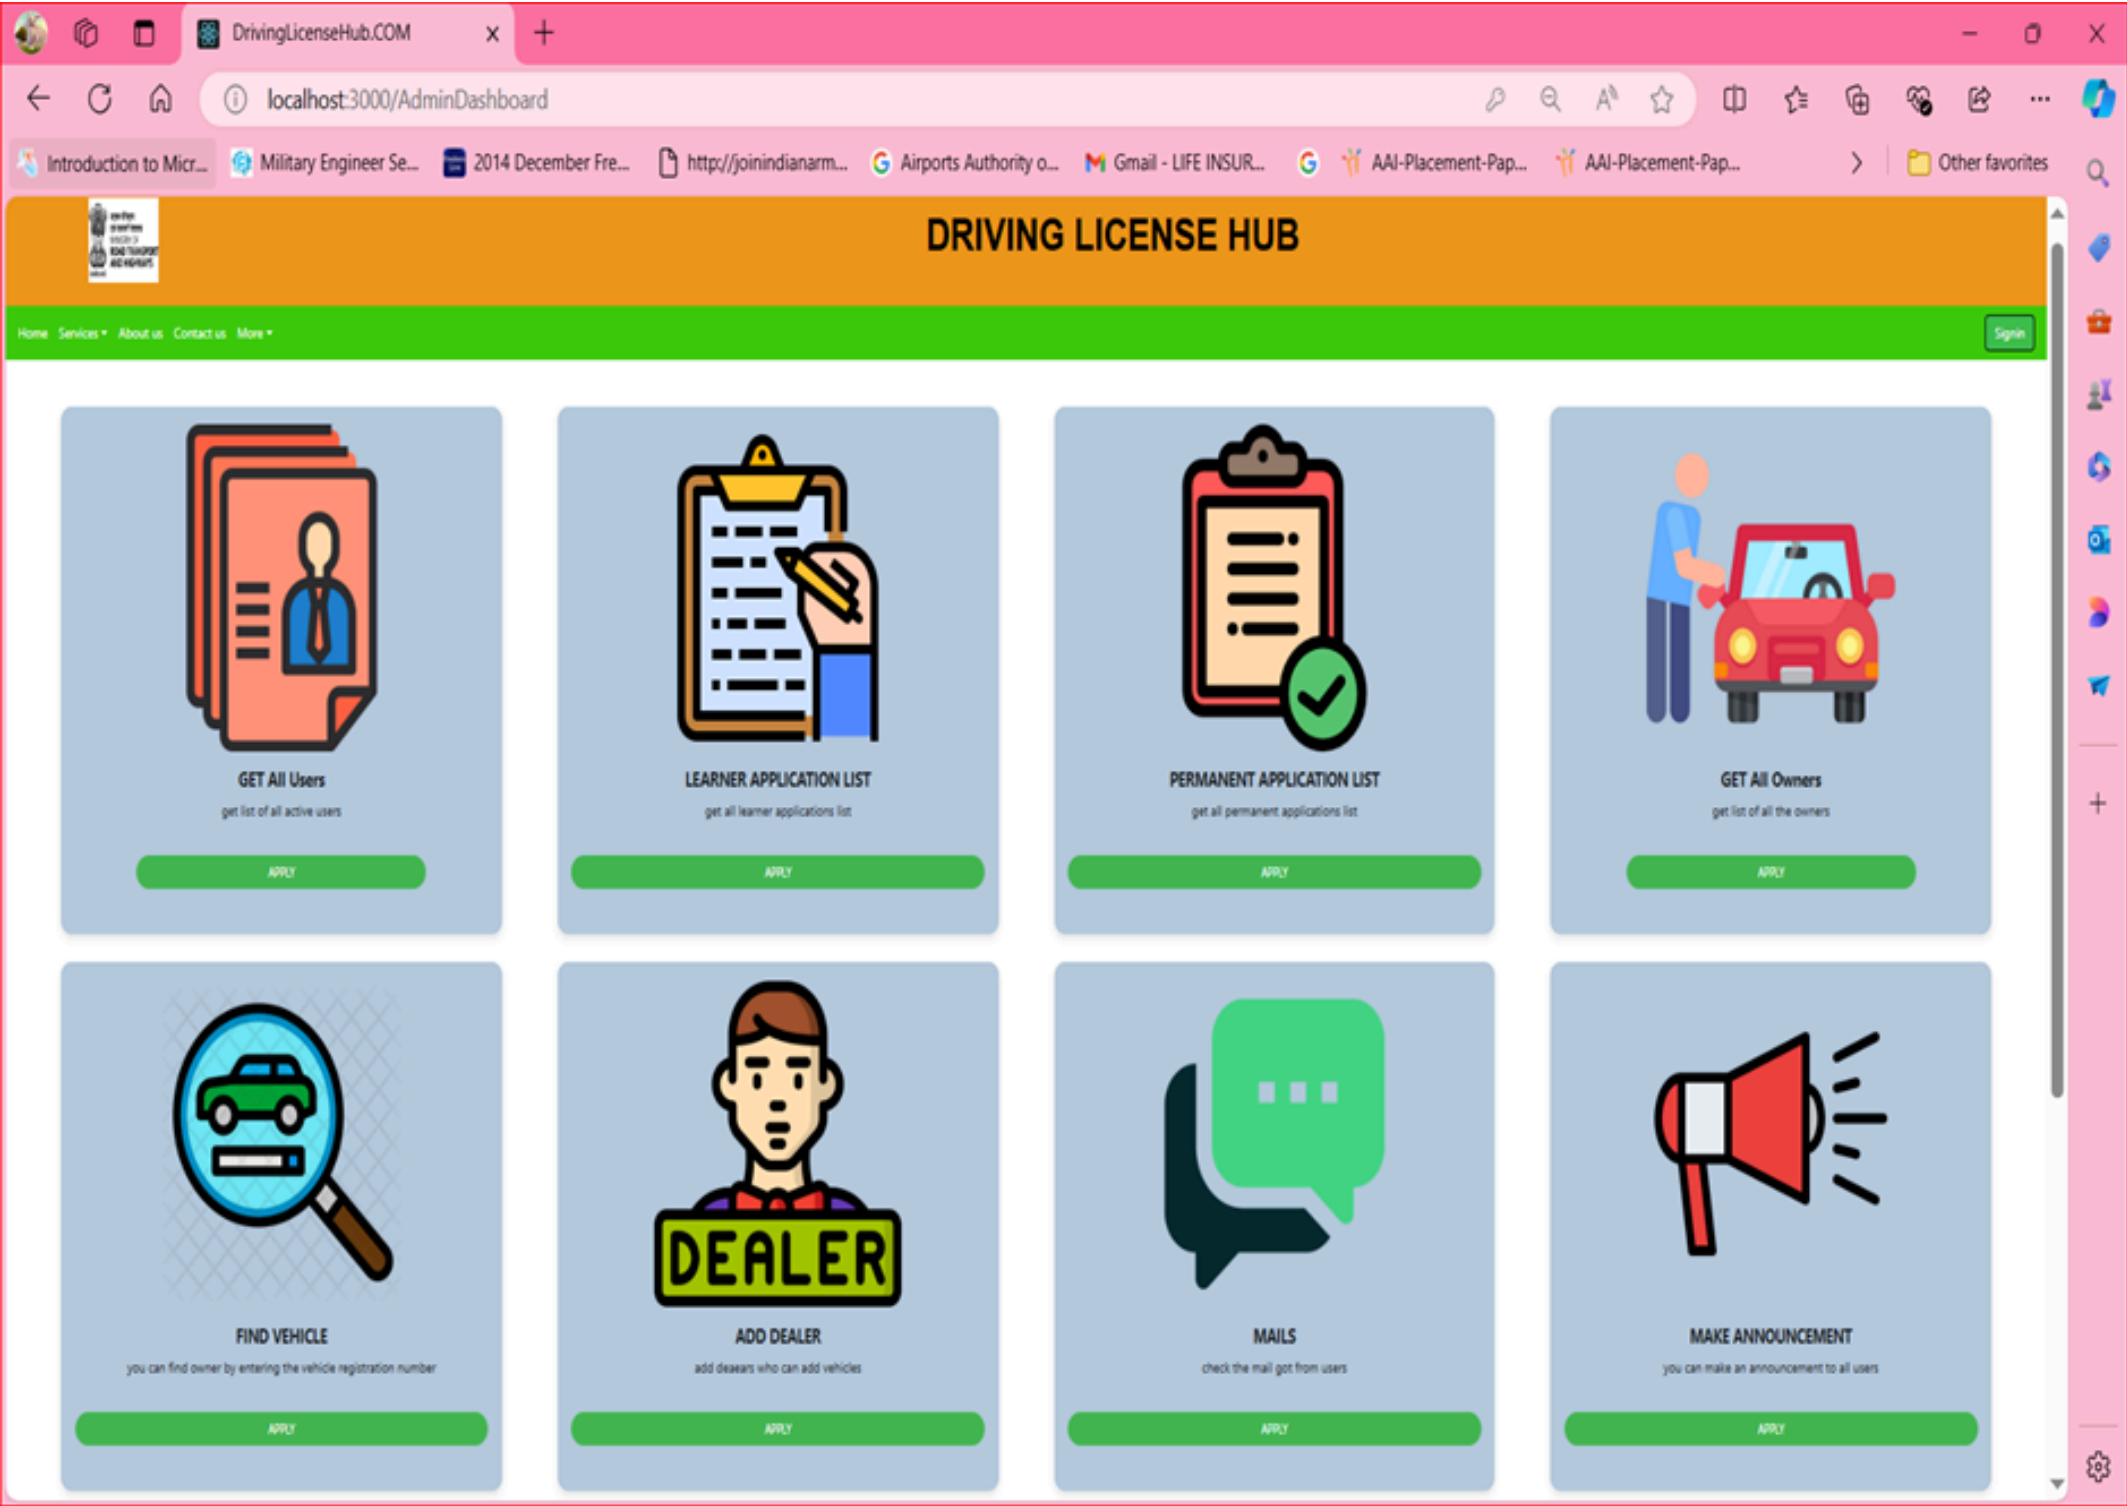 DrivingLicenseHub.COM
localhost:3000/AdminDashboard
Introduction to Micr... Military Engineer Se... 2014 December Fre... http://joinindianarm... Airports Authority o... Gmail - LIFE INSUR... AAI-Placement-Pap... AAI-Placement-Pap... Other favorites
ROAD TRANSPORT
AND HIGHWAYS
DRIVING LICENSE HUB
Home Services About us Contact us More Signin
GET All Users LEARNER APPLICATION LIST PERMANENT APPLICATION LIST GET All Owners
get list of all active users get all learner applications list get all permanent applications list get list of all the owners
APPLY APPLY APPLY APPLY
DEALER
FIND VEHICLE ADD DEALER MAILS MAKE ANNOUNCEMENT
you can find owner by entering the vehicle registration number add deaears who can add vehicles check the mail got from users you can make an announcement to all users
APPLY APPLY APPLY APPLY